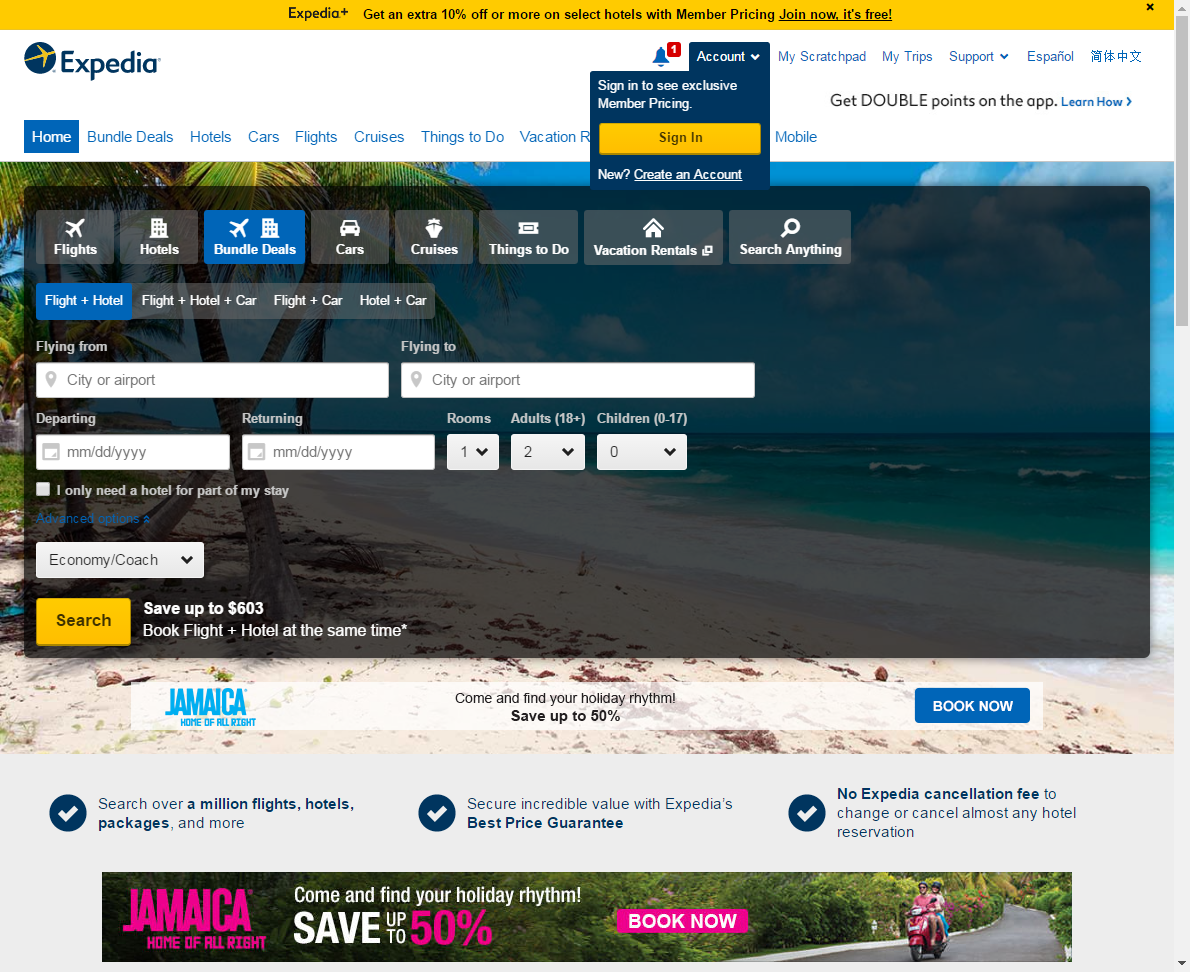 Expedia+ Get an extra 10% off or more on select hotels with Member Pricing Join now, it's free!
Expedia
1
Account
My Scratchpad
My Trips
Support
Español
简体中文
Sign in to see exclusive
Member Pricing.
Sign In
New? Create an Account
Get DOUBLE points on the app. Learn How
Home
Bundle Deals
Hotels
Cars
Flights
Cruises
Things to Do
Vacation R
Mobile
Flights
Hotels
Bundle Deals
Cars
Cruises
Things to Do
Vacation Rentals
Search Anything
Flight + Hotel
Flight + Hotel + Car
Flight + Car
Hotel + Car
Flying from
Flying to
City or airport
City or airport
Departing
Returning
Rooms
Adults (18+)
Children (0-17)
mm/dd/yyyy
mm/dd/yyyy
1
2
0
I only need a hotel for part of my stay
Advanced options
Economy/Coach
Search
Save up to $603
Book Flight + Hotel at the same time*
JAMAICA
HOME OF ALL RIGHT
Come and find your holiday rhythm!
Save up to 50%
BOOK NOW
Search over a million flights, hotels,
packages, and more
Secure incredible value with Expedia's
Best Price Guarantee
No Expedia cancellation fee to
change or cancel almost any hotel
reservation
JAMAICA
HOME OF ALL RIGHT
Come and find your holiday rhythm!
SAVE UP TO 50%
BOOK NOW